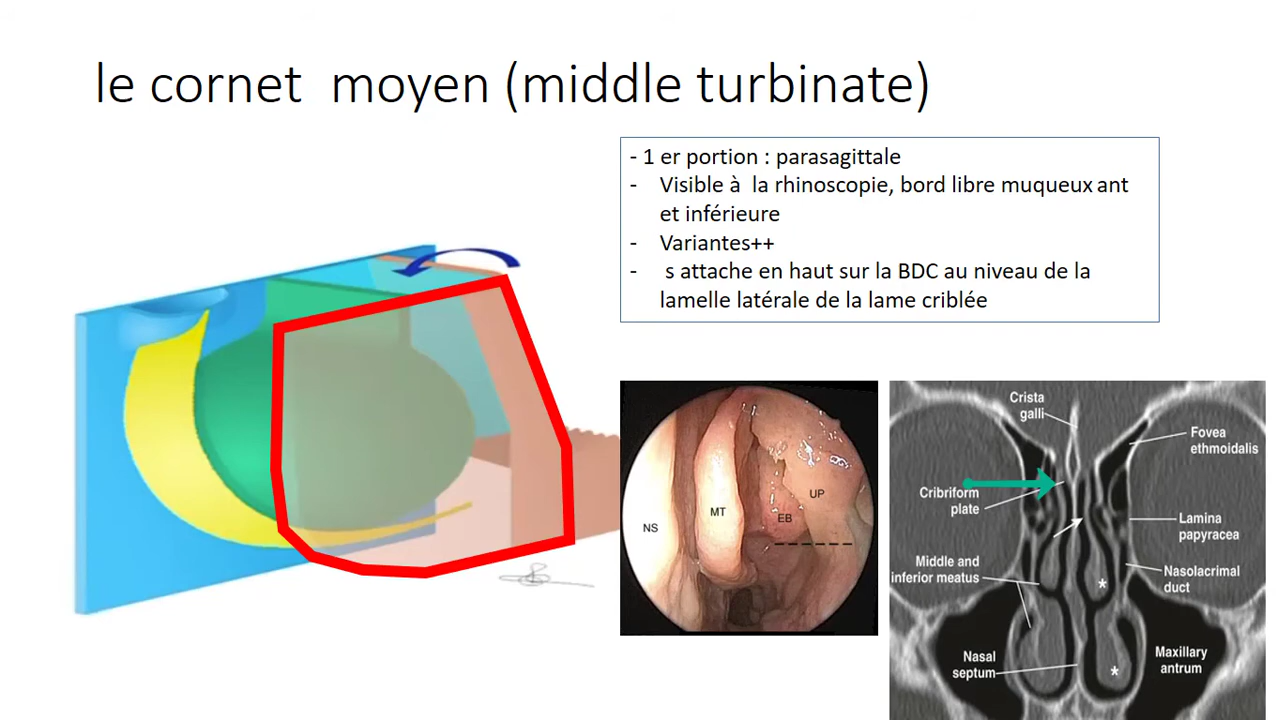 le cornet  moyen (middle turbinate)
- 1 er portion : parasagittale
- Visible à  la rhinoscopie, bord libre muqueux ant
et inférieure
- Variantes++
-  s attache en haut sur la BDC au niveau de la
lamelle latérale de la lame criblée
NS
MT
EB
UP
Crista
galli
Fovea
ethmoidalis
Cribriform
plate
Lamina
papyracea
Middle and
inferior meatus
Nasolacrimal
duct
*
Nasal
septum
Maxillary
antrum
*